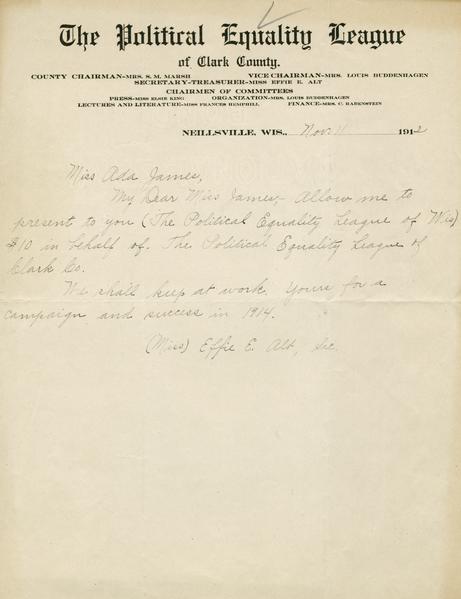 The Political Equality League
of Clark County.
COUNTY CHAIRMAN-MRS. S. M. MARSH VICE CHAIRMAN-MRS. LOUIS BUDDENHAGEN
SECRETARY-TREASURER-MISS EFFIE E. ALT
CHAIRMEN OF COMMITTEES
PRESS-MISS ELSIE KING ORGANIZATION-MRS. LOUIS BUDDENHAGEN
LECTURES AND LITERATURE-MISS FRANCES HEMPHILL FINANCE-MRS. C. RABENSTEIN
NEILLSVILLE, WIS., Nov. 11 1912
Miss Ada James,
My Dear Miss James,- Allow me to
present to you (The Political Equality League of Wis)
$10 in behalf of. The Political Equality League of
Clark Co.
We shall keep at work. Yours for a
campaign and success in 1914.
(Miss) Effie E. Alt, Sec.